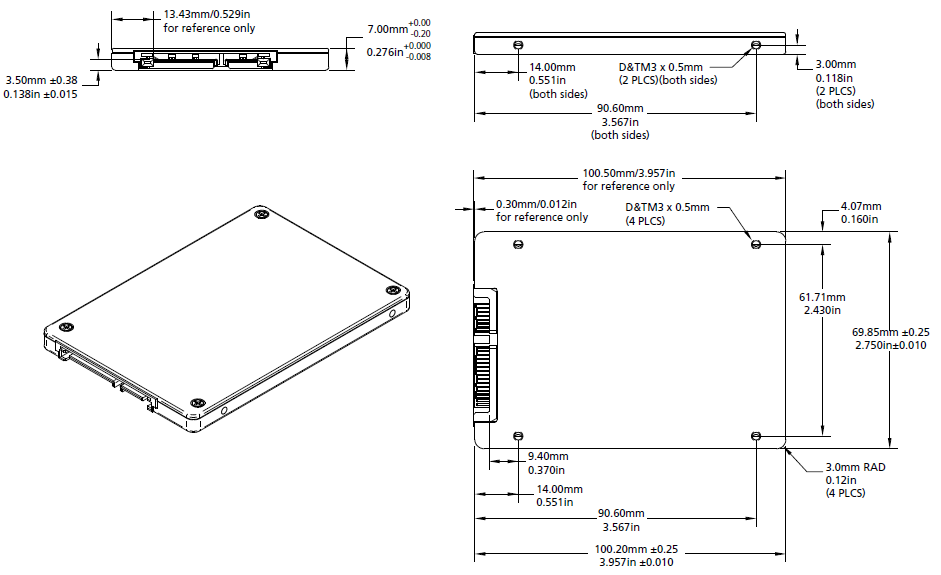 13.43mm/0.529in
for reference only
7.00mm +0.00
-0.20
0.276in +0.000
-0.008
3.50mm ±0.38
0.138in ±0.015
14.00mm
0.551in
(both sides)
D&TM3 x 0.5mm
(2 PLCS)(both sides)
3.00mm
0.118in
(2 PLCS)
(both sides)
90.60mm
3.567in
(both sides)
100.50mm/3.957in
for reference only
0.30mm/0.012in
for reference only
D&TM3 x 0.5mm
(4 PLCS)
4.07mm
0.160in
61.71mm
2.430in
69.85mm ±0.25
2.750in±0.010
9.40mm
0.370in
14.00mm
0.551in
3.0mm RAD
0.12in
(4 PLCS)
90.60mm
3.567in
100.20mm ±0.25
3.957in ±0.010